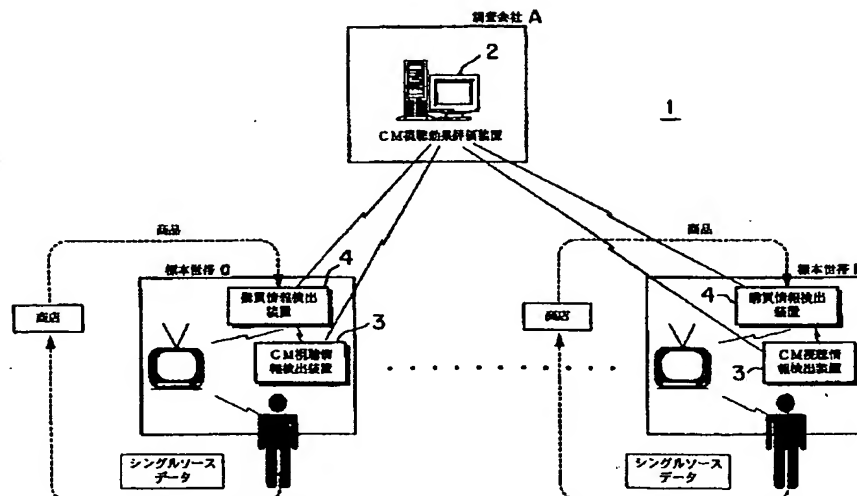 調査会社 A
2
CM視聴効果評価装置
1
商品
標本世帯 C
4
購買情報検出
装置
商店
3
CM視聴情
報検出装置
シングルソース
データ
商品
標本世帯
4
購買情報検出
装置
商店
CM視聴情
報検出装置
3
シングルソース
データ